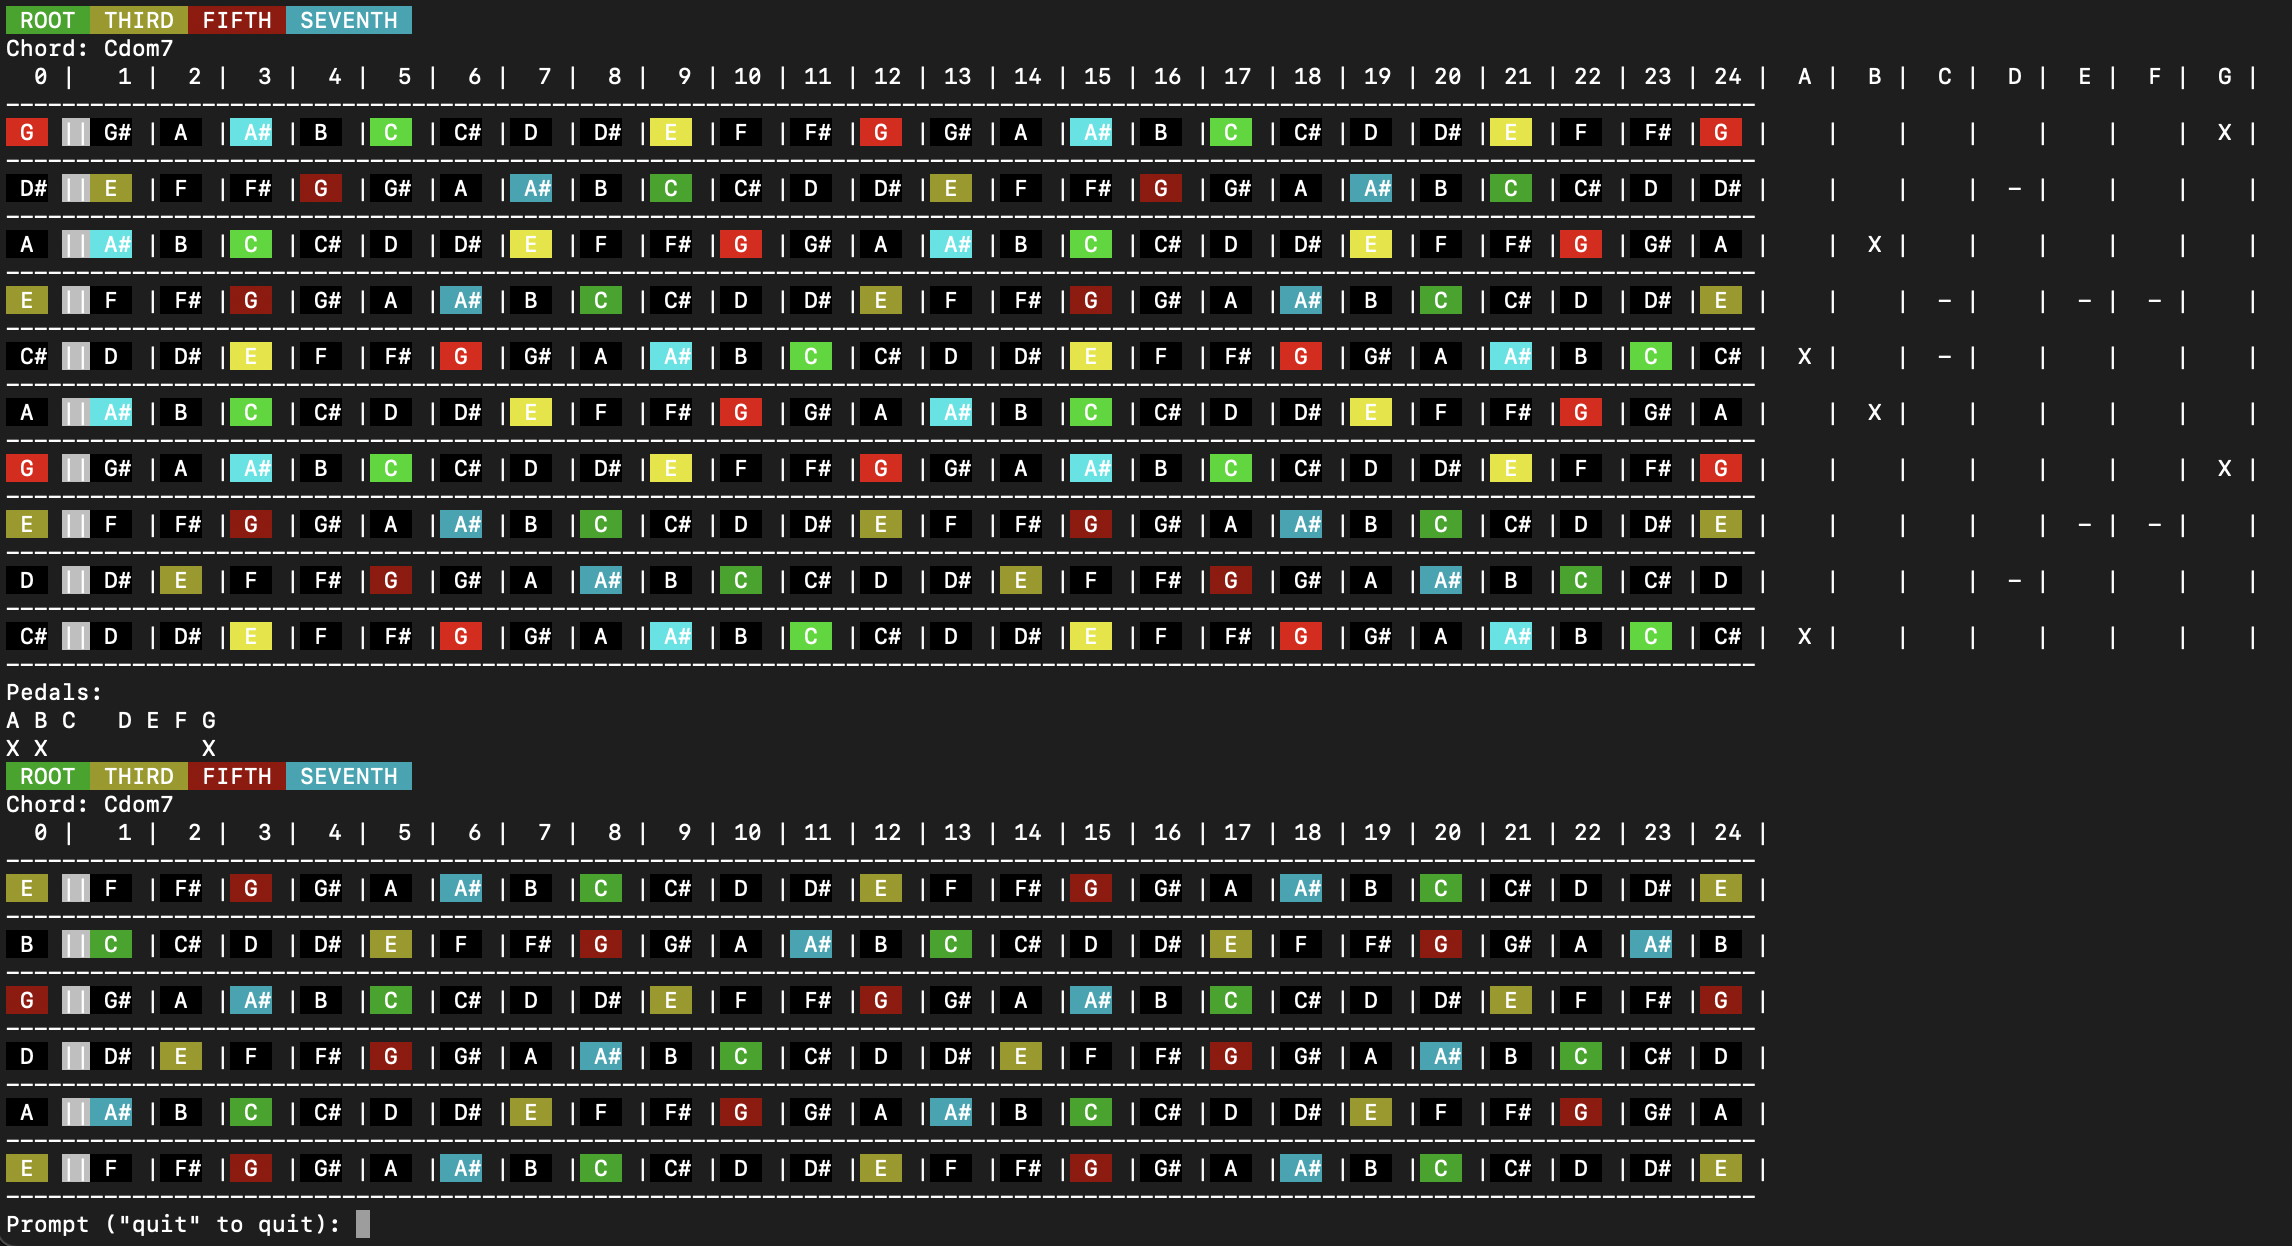 ROOT THIRD FIFTH SEVENTH
Chord: Cdom7
0 | 1 | 2 | 3 | 4 | 5 | 6 | 7 | 8 | 9 | 10 | 11 | 12 | 13 | 14 | 15 | 16 | 17 | 18 | 19 | 20 | 21 | 22 | 23 | 24 | A | B | C | D | E | F | G |
G || G# | A | A# | B | C | C# | D | D# | E | F | F# | G | G# | A | A# | B | C | C# | D | D# | E | F | F# | G | | | | | | | X |
D# || E | F | F# | G | G# | A | A# | B | C | C# | D | D# | E | F | F# | G | G# | A | A# | B | C | C# | D | D# | | | | – | | | |
A || A# | B | C | C# | D | D# | E | F | F# | G | G# | A | A# | B | C | C# | D | D# | E | F | F# | G | G# | A | | X | | | | | |
E || F | F# | G | G# | A | A# | B | C | C# | D | D# | E | F | F# | G | G# | A | A# | B | C | C# | D | D# | E | | | – | | – | – | |
C# || D | D# | E | F | F# | G | G# | A | A# | B | C | C# | D | D# | E | F | F# | G | G# | A | A# | B | C | C# | X | | – | | | | |
A || A# | B | C | C# | D | D# | E | F | F# | G | G# | A | A# | B | C | C# | D | D# | E | F | F# | G | G# | A | | X | | | | | |
G || G# | A | A# | B | C | C# | D | D# | E | F | F# | G | G# | A | A# | B | C | C# | D | D# | E | F | F# | G | | | | | | | X |
E || F | F# | G | G# | A | A# | B | C | C# | D | D# | E | F | F# | G | G# | A | A# | B | C | C# | D | D# | E | | | | | – | – | |
D || D# | E | F | F# | G | G# | A | A# | B | C | C# | D | D# | E | F | F# | G | G# | A | A# | B | C | C# | D | | | | – | | | |
C# || D | D# | E | F | F# | G | G# | A | A# | B | C | C# | D | D# | E | F | F# | G | G# | A | A# | B | C | C# | X | | | | | | |
Pedals:
A B C D E F G
X X X
ROOT THIRD FIFTH SEVENTH
Chord: Cdom7
0 | 1 | 2 | 3 | 4 | 5 | 6 | 7 | 8 | 9 | 10 | 11 | 12 | 13 | 14 | 15 | 16 | 17 | 18 | 19 | 20 | 21 | 22 | 23 | 24 |
E || F | F# | G | G# | A | A# | B | C | C# | D | D# | E | F | F# | G | G# | A | A# | B | C | C# | D | D# | E |
B || C | C# | D | D# | E | F | F# | G | G# | A | A# | B | C | C# | D | D# | E | F | F# | G | G# | A | A# | B |
G || G# | A | A# | B | C | C# | D | D# | E | F | F# | G | G# | A | A# | B | C | C# | D | D# | E | F | F# | G |
D || D# | E | F | F# | G | G# | A | A# | B | C | C# | D | D# | E | F | F# | G | G# | A | A# | B | C | C# | D |
A || A# | B | C | C# | D | D# | E | F | F# | G | G# | A | A# | B | C | C# | D | D# | E | F | F# | G | G# | A |
E || F | F# | G | G# | A | A# | B | C | C# | D | D# | E | F | F# | G | G# | A | A# | B | C | C# | D | D# | E |
Prompt ("quit" to quit):